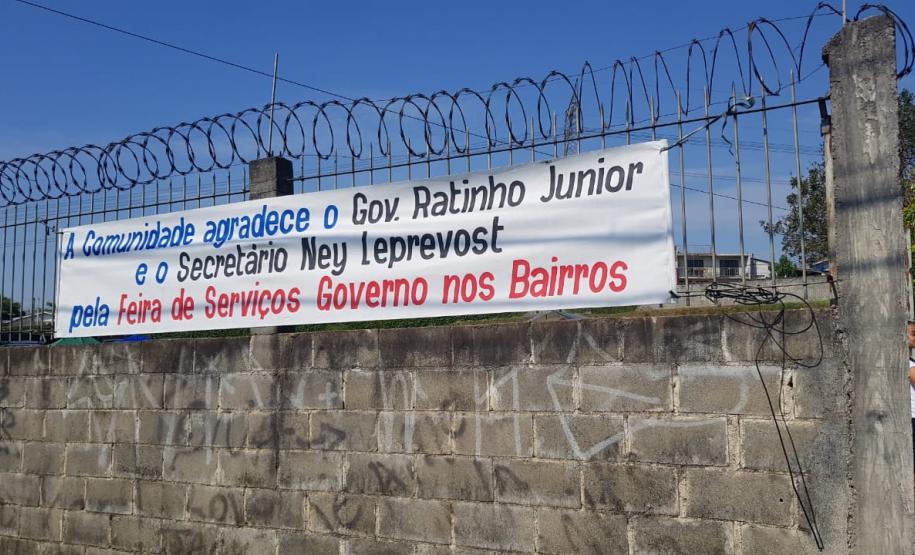 A Comunidade agradece o Gov. Ratinho Junior
e o Secretário Ney Leprevost
pela Feira de Serviços Governo nos Bairros